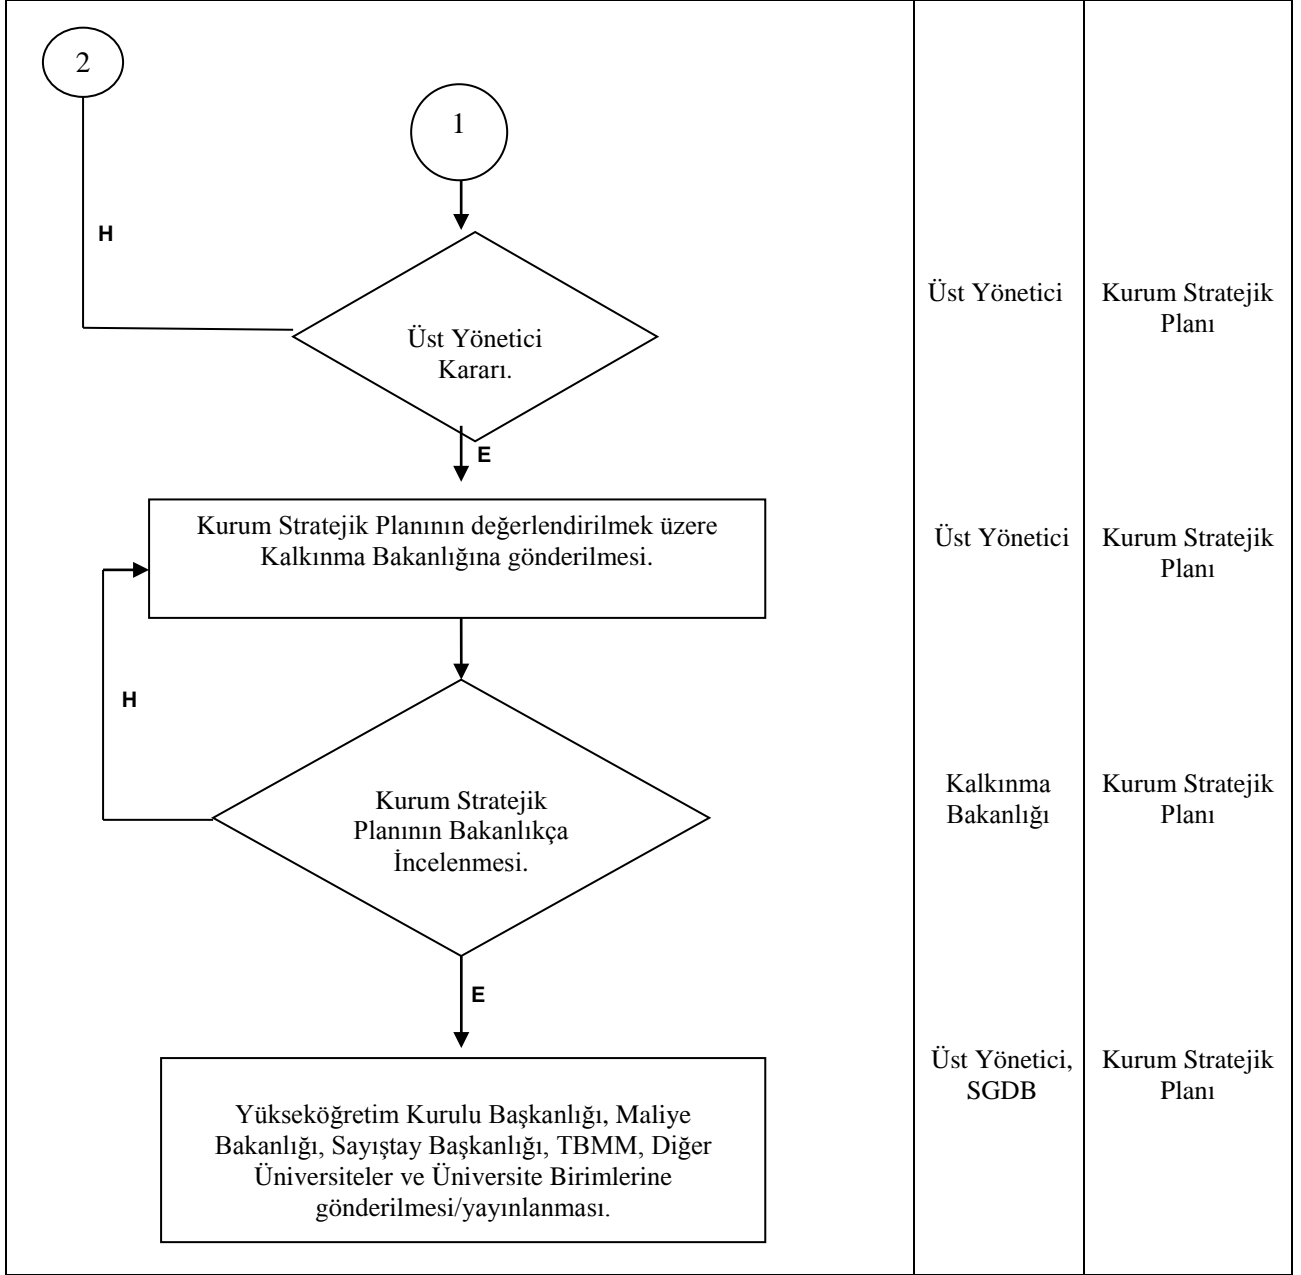 2
1
H
Üst Yönetici
Kararı.
Üst Yönetici
Kurum Stratejik
Planı
E
Kurum Stratejik Planının değerlendirilmek üzere
Kalkınma Bakanlığına gönderilmesi.
Üst Yönetici
Kurum Stratejik
Planı
H
Kurum Stratejik
Planının Bakanlıkça
İncelenmesi.
Kalkınma
Bakanlığı
Kurum Stratejik
Planı
E
Yükseköğretim Kurulu Başkanlığı, Maliye
Bakanlığı, Sayıştay Başkanlığı, TBMM, Diğer
Üniversiteler ve Üniversite Birimlerine
gönderilmesi/yayınlanması.
Üst Yönetici,
SGDB
Kurum Stratejik
Planı